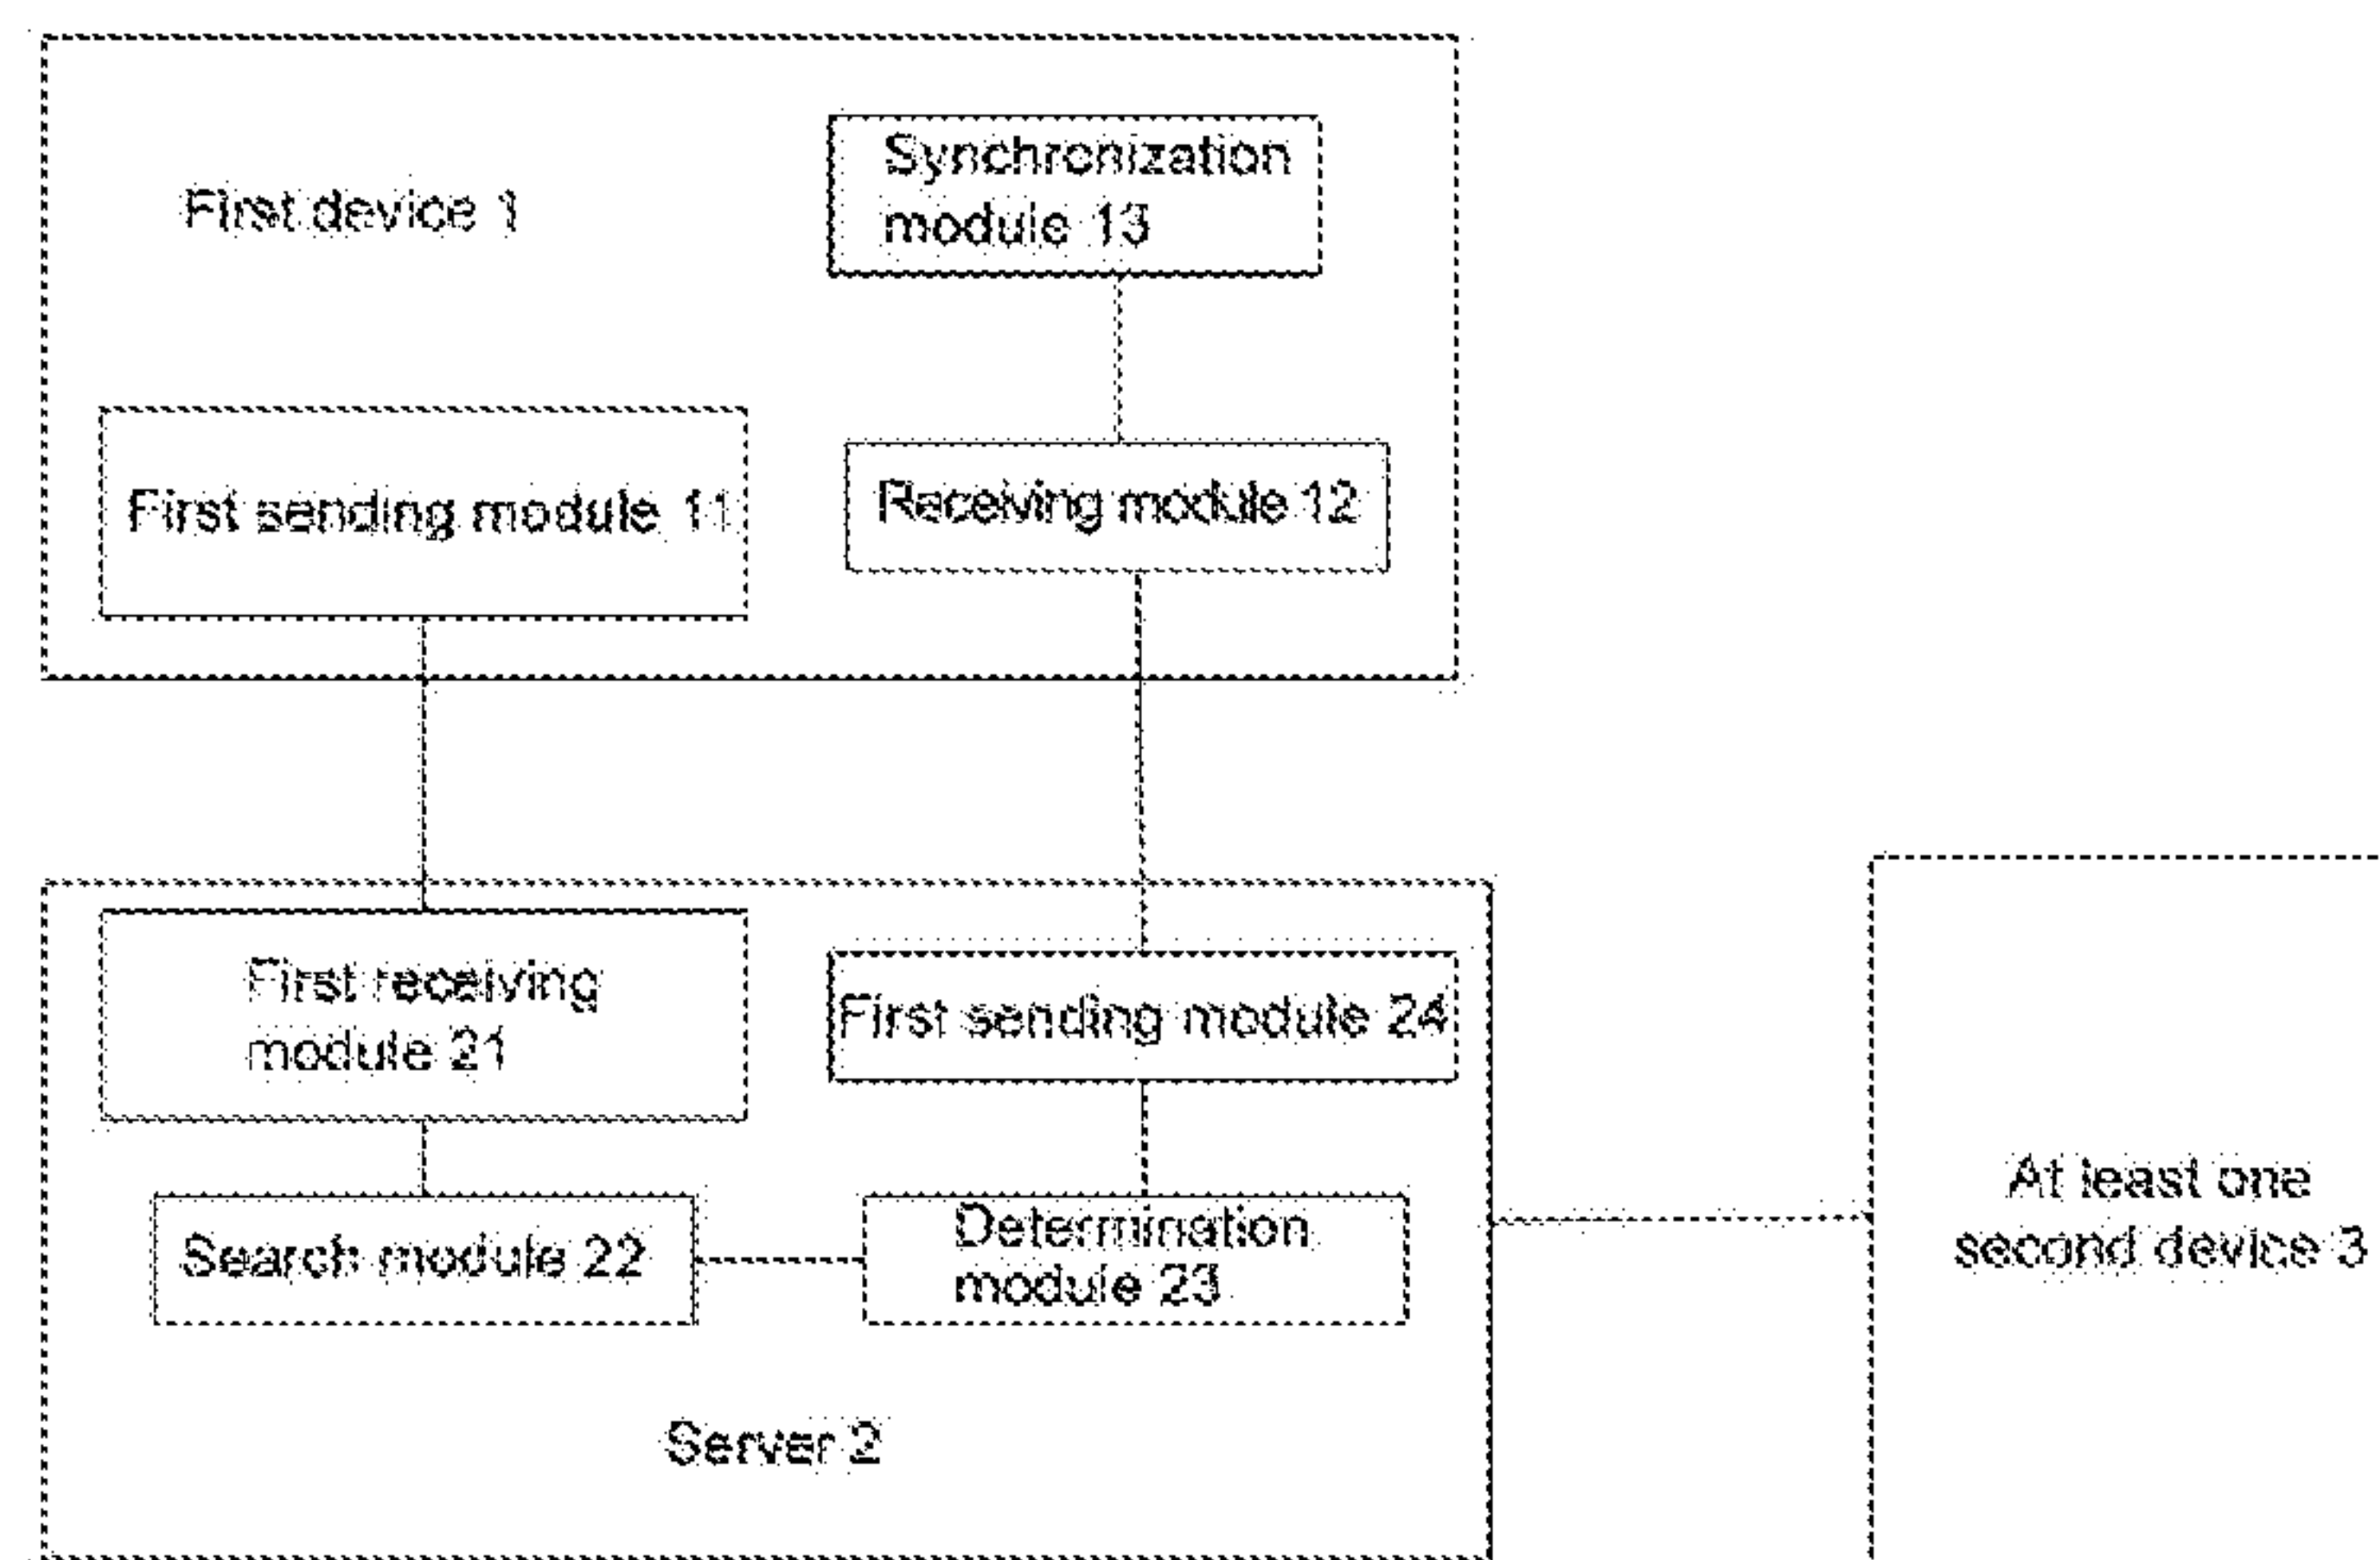 First device 1
Synchronization
module 13
First sending module 11
Receiving module 12
First receiving
module 21
First sending module 24
Search module 22
Determination
module 23
Server 2
At least one
second device 3